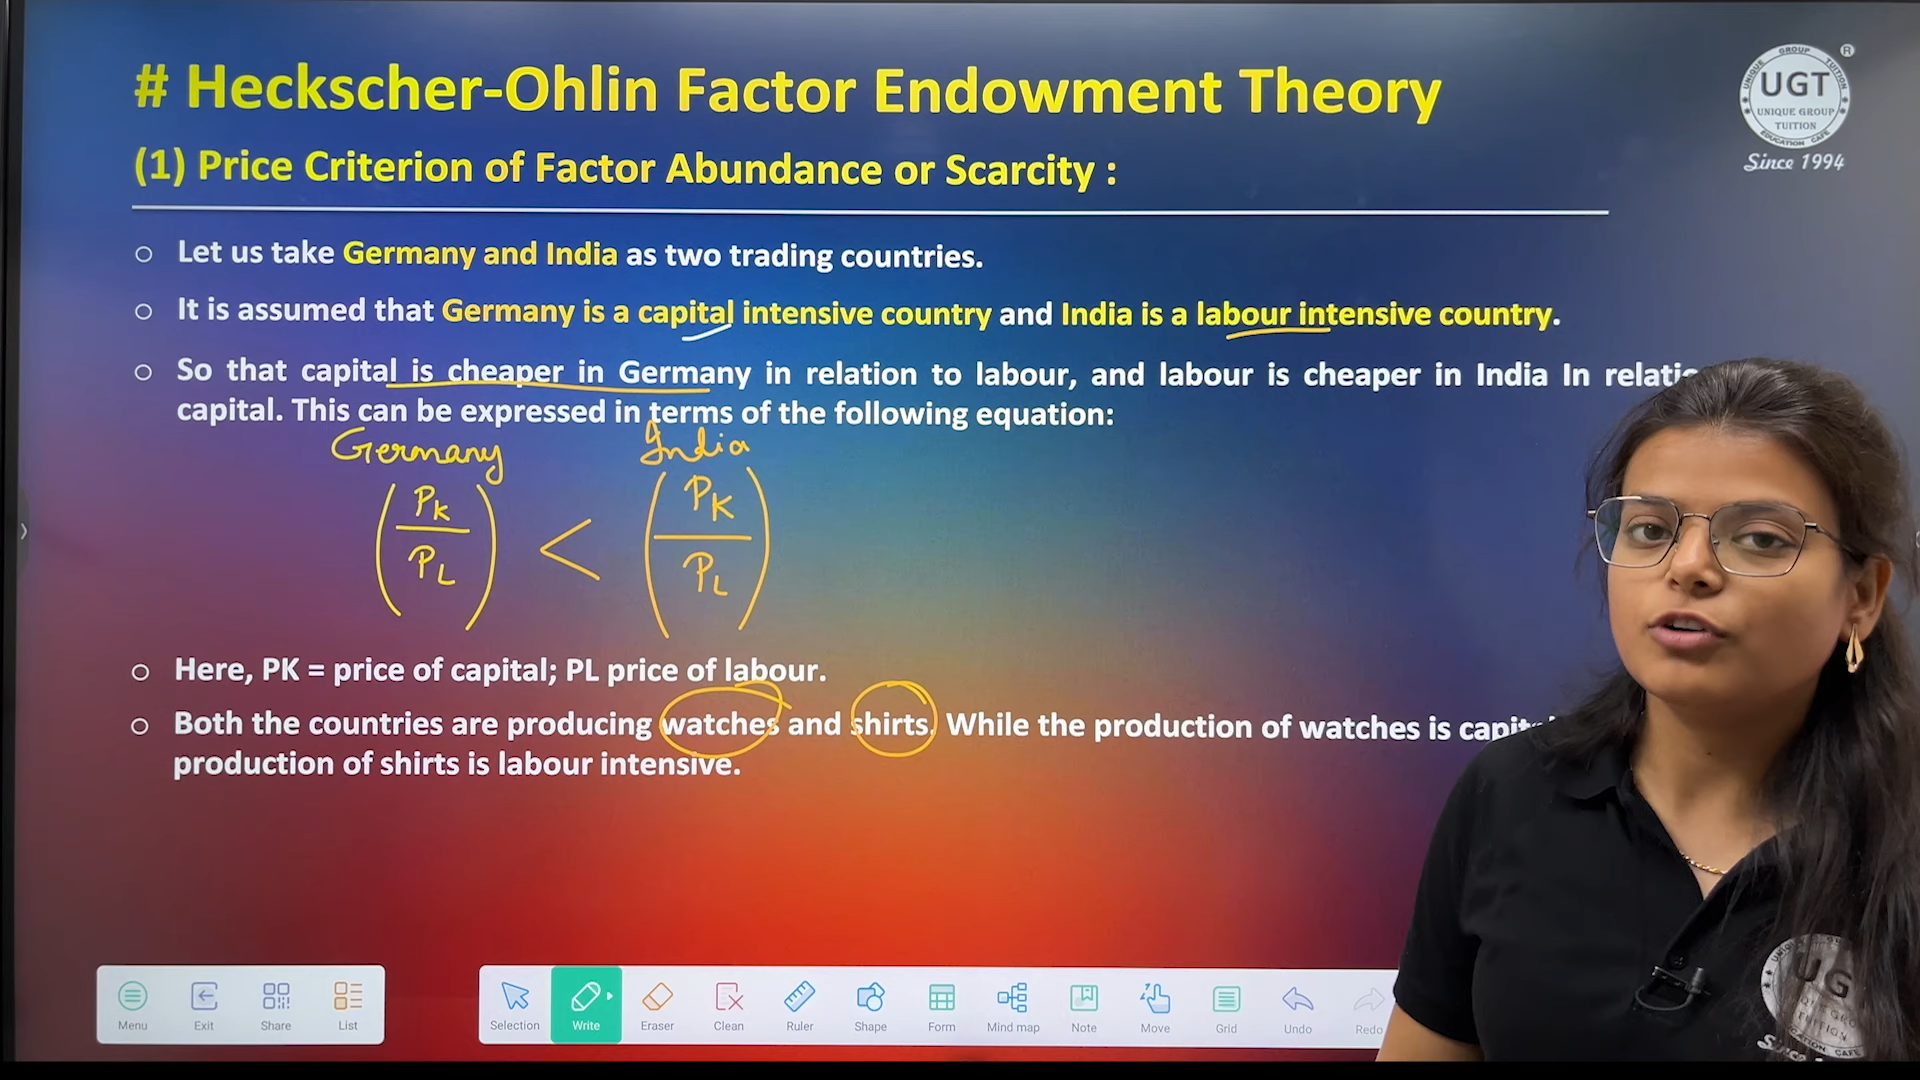 # Heckscher-Ohlin Factor Endowment Theory
(1) Price Criterion of Factor Abundance or Scarcity :
GROUP
UNIQUE
TUITION
®
UGT
UNIQUE GROUP
TUITION
EDUCATION CAFE
Since 1994
Let us take Germany and India as two trading countries.
It is assumed that Germany is a capital intensive country and India is a labour intensive country.
So that capital is cheaper in Germany in relation to labour, and labour is cheaper in India In
capital. This can be expressed in terms of the following equation:
Germany India
(PK/PL) < (PK/PL)
Here, PK = price of capital; PL price of labour.
Both the countries are producing watches and shirts. While the production of watches is
production of shirts is labour intensive.
Menu Exit Share List Selection Write Eraser Clean Ruler Shape Form Mind map Note Move Grid Undo Redo